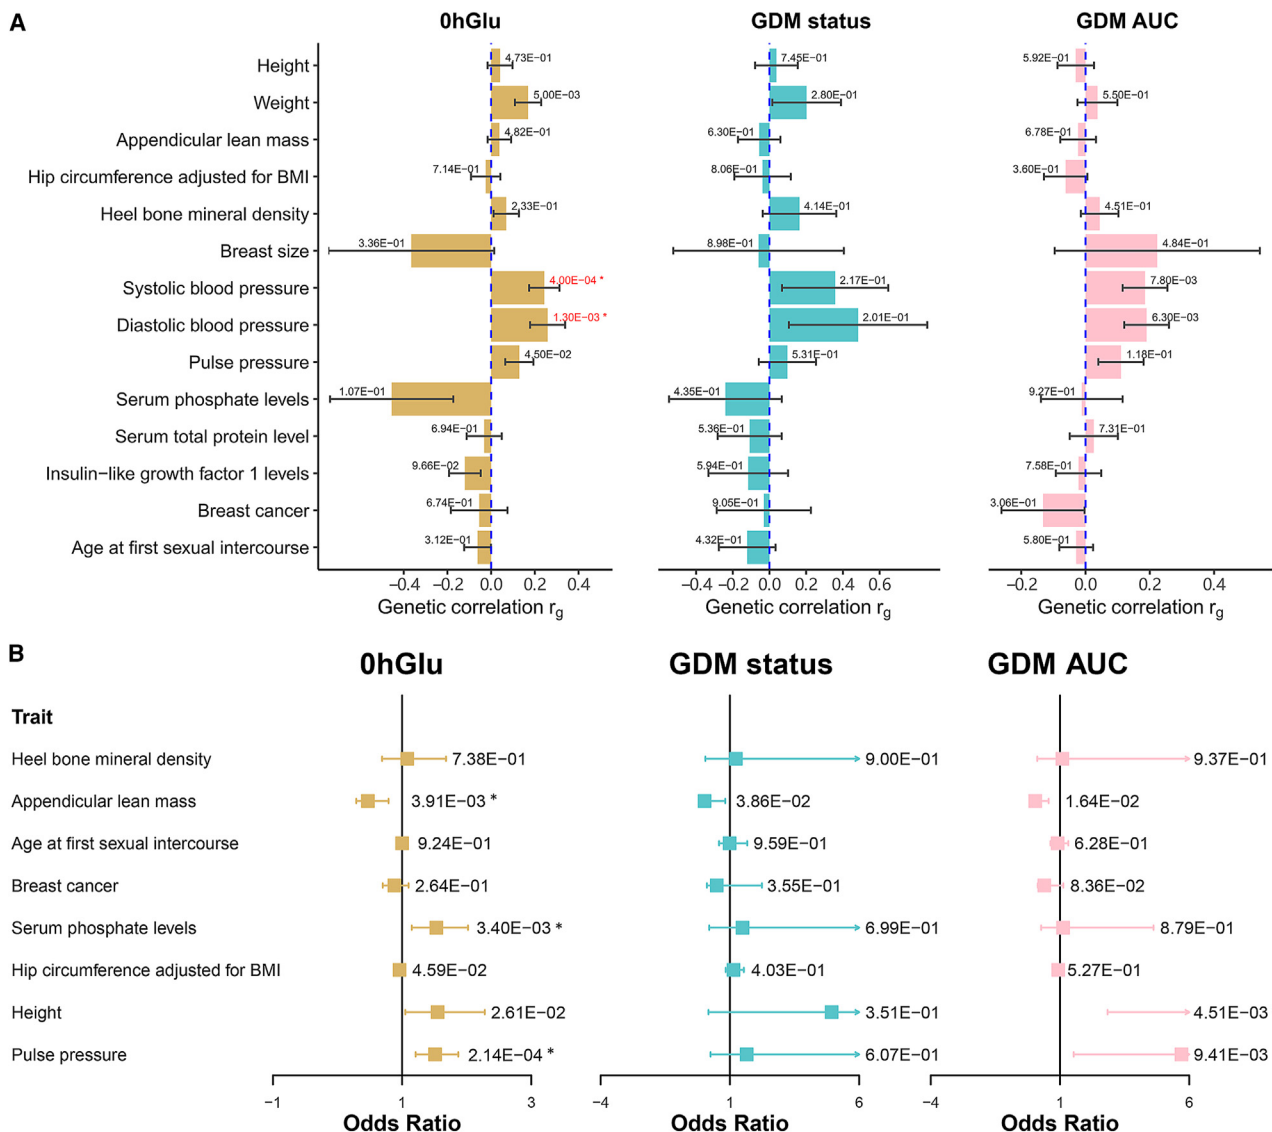 A
0hGlu GDM status GDM AUC
Height 4.73E−01 7.45E−01 5.92E−01
Weight 5.00E−03 2.80E−01 5.50E−01
Appendicular lean mass 4.82E−01 6.30E−01 6.78E−01
Hip circumference adjusted for BMI 7.14E−01 8.06E−01 3.60E−01
Heel bone mineral density 2.33E−01 4.14E−01 4.51E−01
Breast size 3.36E−01 8.98E−01 4.84E−01
Systolic blood pressure 4.00E−04 * 2.17E−01 7.80E−03
Diastolic blood pressure 1.30E−03 * 2.01E−01 6.30E−03
Pulse pressure 4.50E−02 5.31E−01 1.18E−01
Serum phosphate levels 1.07E−01 4.35E−01 9.27E−01
Serum total protein level 6.94E−01 5.36E−01 7.31E−01
Insulin−like growth factor 1 levels 9.66E−02 5.94E−01 7.58E−01
Breast cancer 6.74E−01 9.05E−01 3.06E−01
Age at first sexual intercourse 3.12E−01 4.32E−01 5.80E−01
−0.4 −0.2 0.0 0.2 0.4 −0.4 −0.2 0.0 0.2 0.4 0.6 −0.2 0.0 0.2 0.4
Genetic correlation rg Genetic correlation rg Genetic correlation rg
B
0hGlu GDM status GDM AUC
Trait
Heel bone mineral density 7.38E−01 9.00E−01 9.37E−01
Appendicular lean mass 3.91E−03 * 3.86E−02 1.64E−02
Age at first sexual intercourse 9.24E−01 9.59E−01 6.28E−01
Breast cancer 2.64E−01 3.55E−01 8.36E−02
Serum phosphate levels 3.40E−03 * 6.99E−01 8.79E−01
Hip circumference adjusted for BMI 4.59E−02 4.03E−01 5.27E−01
Height 2.61E−02 3.51E−01 4.51E−03
Pulse pressure 2.14E−04 * 6.07E−01 9.41E−03
−1 1 3 −4 1 6 −4 1 6
Odds Ratio Odds Ratio Odds Ratio